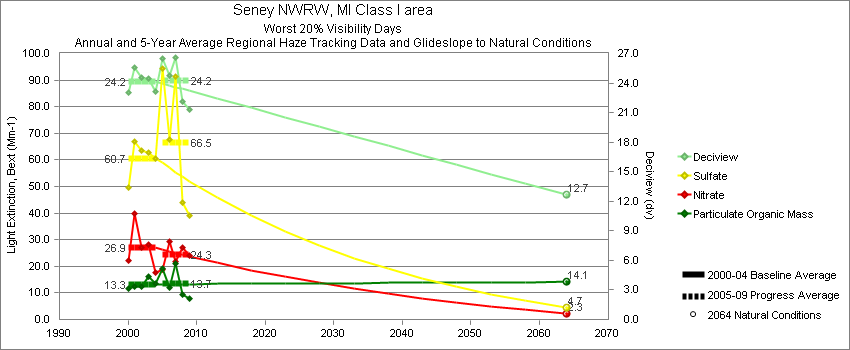 Seney NWRW, MI Class I area
Worst 20% Visibility Days
Annual and 5-Year Average Regional Haze Tracking Data and Glideslope to Natural Conditions
Light Extinction, Bext (Mm-1)
100.0
90.0
80.0
70.0
60.0
50.0
40.0
30.0
20.0
10.0
0.0
24.2
24.2
60.7
66.5
26.9
24.3
13.3
13.7
12.7
14.1
4.7
2.3
27.0
24.0
21.0
18.0
15.0
12.0
9.0
6.0
3.0
0.0
Deciview (dv)
1990 2000 2010 2020 2030 2040 2050 2060 2070
Deciview
Sulfate
Nitrate
Particulate Organic Mass
2000-04 Baseline Average
2005-09 Progress Average
2064 Natural Conditions